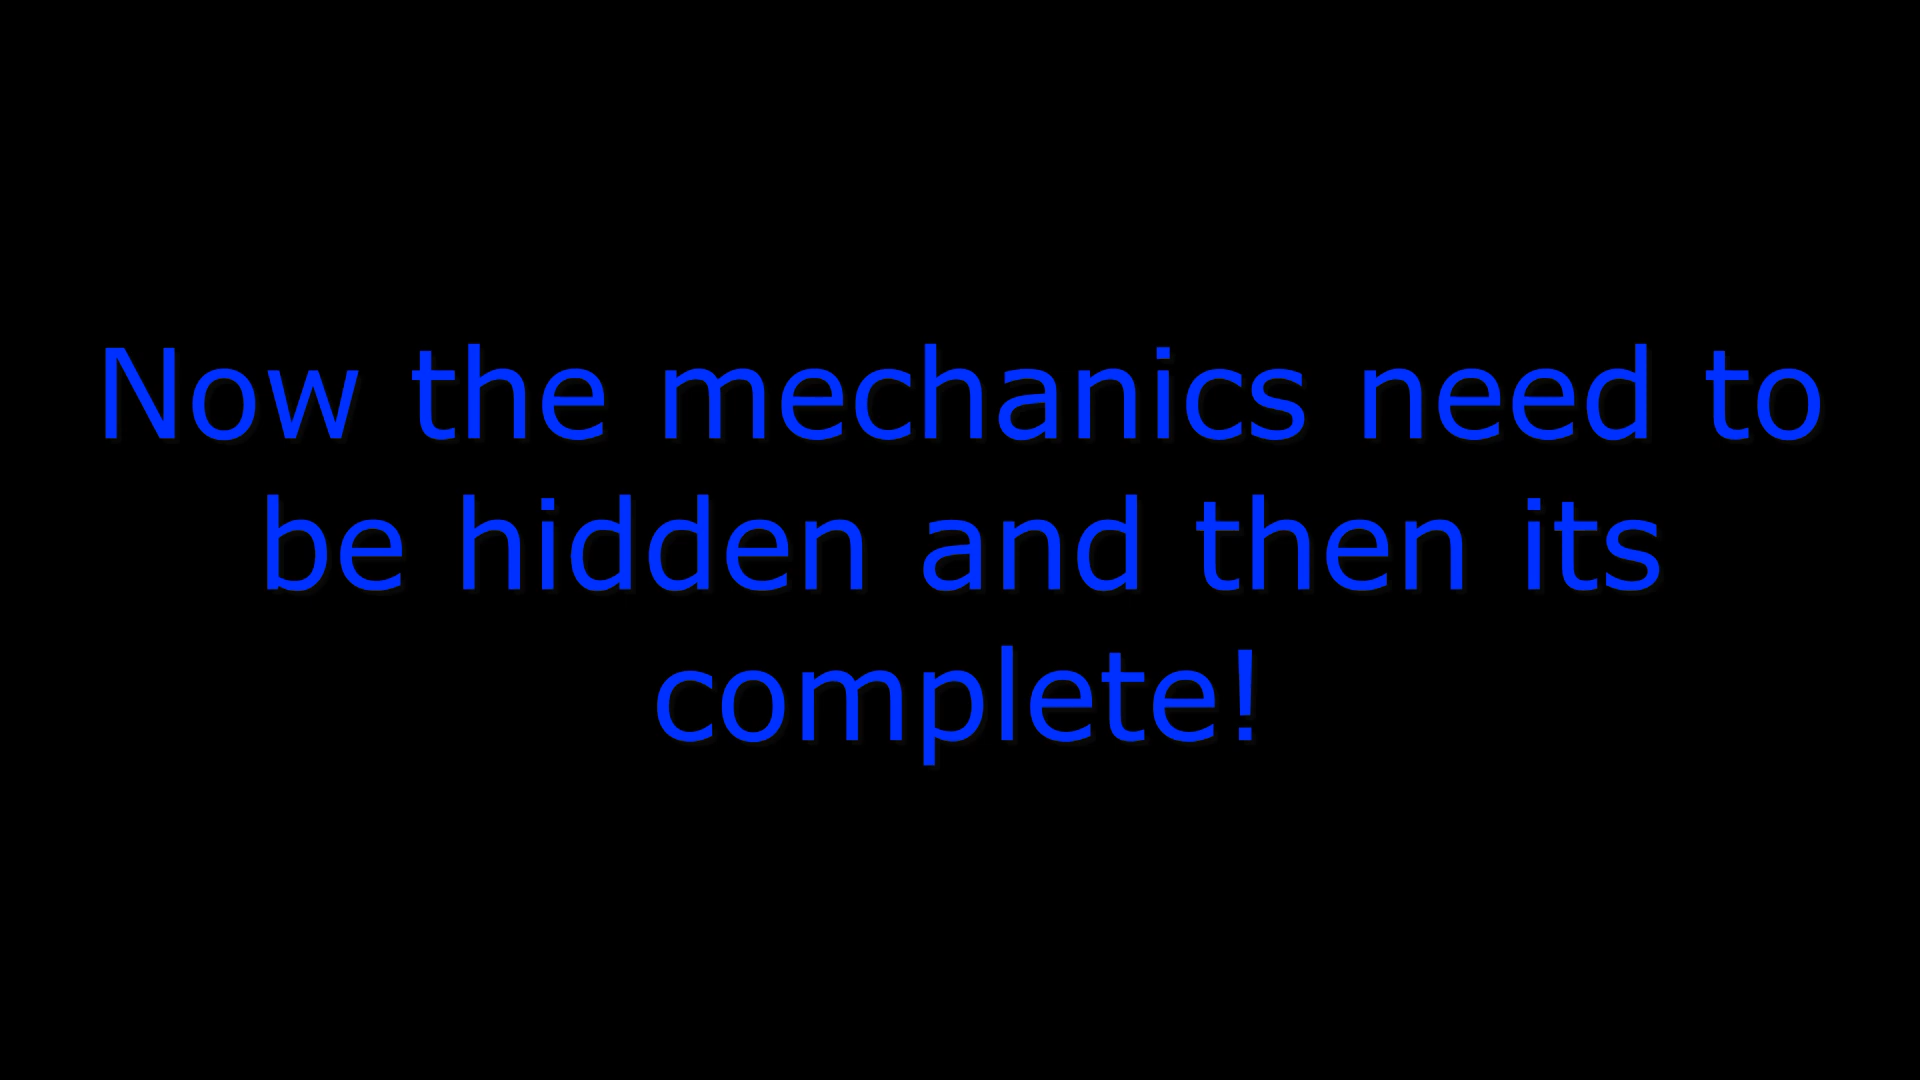 Now the mechanics need to
be hidden and then its
complete!